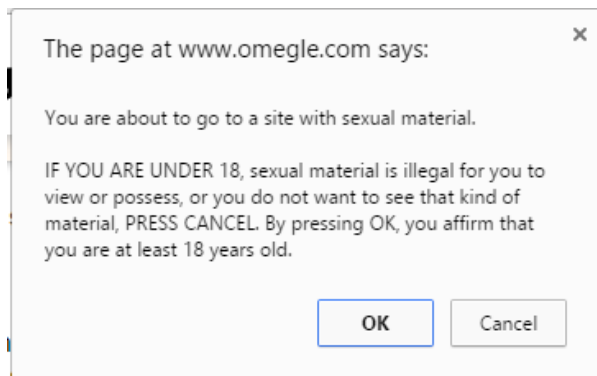 The page at www.omegle.com says:
You are about to go to a site with sexual material.
IF YOU ARE UNDER 18, sexual material is illegal for you to
view or possess, or you do not want to see that kind of
material, PRESS CANCEL. By pressing OK, you affirm that
you are at least 18 years old.
OK Cancel